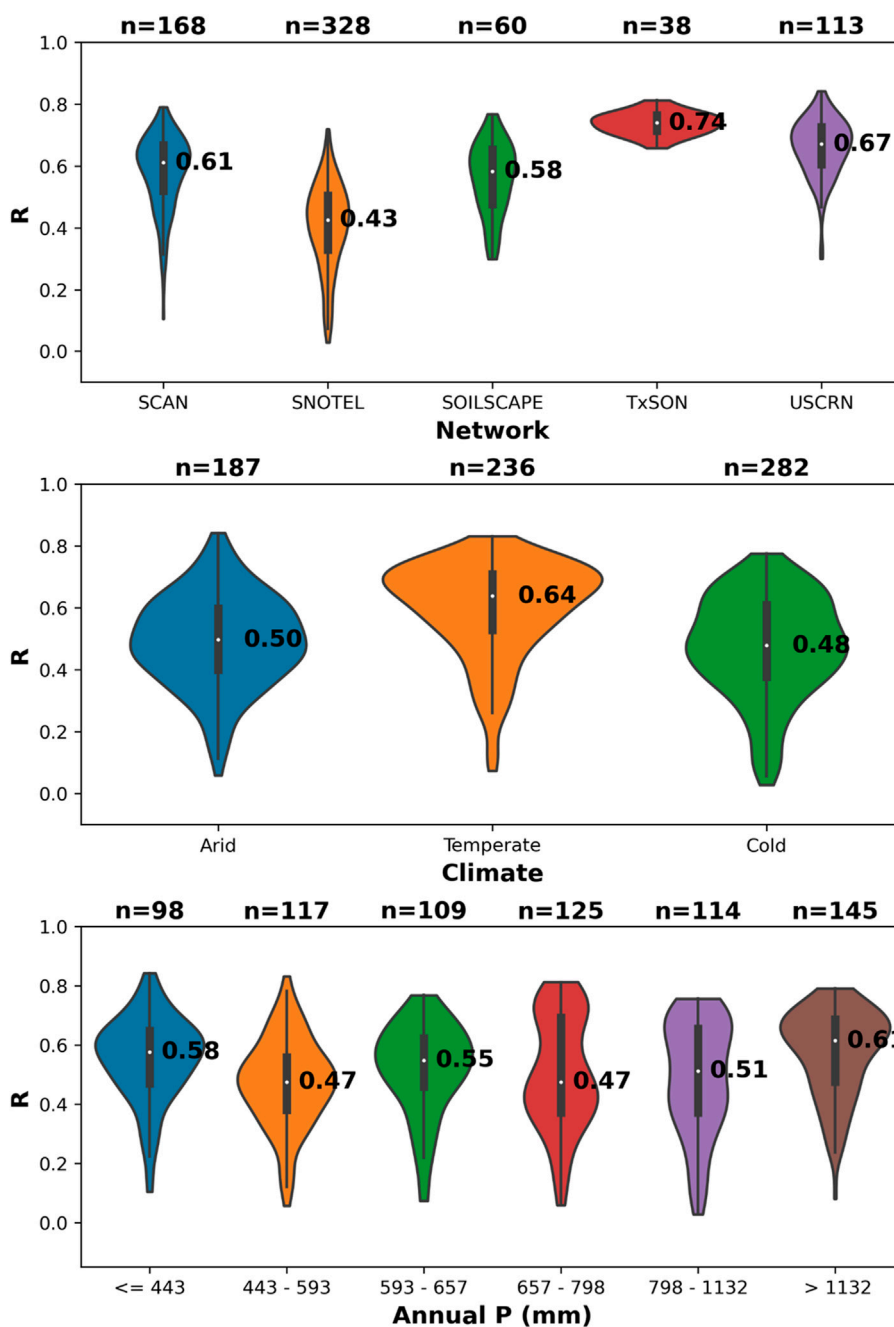 n=168 n=328 n=60 n=38 n=113
1.0
0.8
0.6
0.4
0.2
0.0
R
0.61
0.43
0.58
0.74
0.67
SCAN SNOTEL SOILSCAPE TxSON USCRN
Network
n=187 n=236 n=282
1.0
0.8
0.6
0.4
0.2
0.0
R
0.50
0.64
0.48
Arid Temperate Cold
Climate
n=98 n=117 n=109 n=125 n=114 n=145
1.0
0.8
0.6
0.4
0.2
0.0
R
0.58
0.47
0.55
0.47
0.51
0.61
<= 443 443 - 593 593 - 657 657 - 798 798 - 1132 > 1132
Annual P (mm)